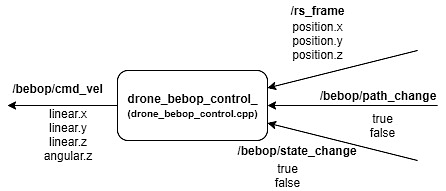 /rs_frame
position.x
position.y
position.z
/bebop/cmd_vel
linear.x
linear.y
linear.z
angular.z
drone_bebop_control_
(drone_bebop_control.cpp)
/bebop/path_change
true
false
/bebop/state_change
true
false